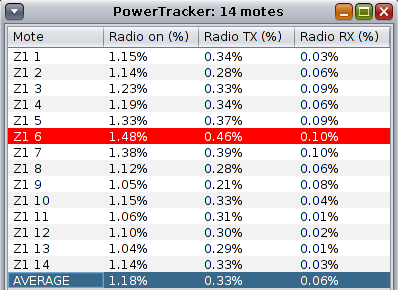 PowerTracker: 14 motes
Mote Radio on (%) Radio TX (%) Radio RX (%)
Z1 1 1.15% 0.34% 0.03%
Z1 2 1.14% 0.28% 0.06%
Z1 3 1.23% 0.33% 0.09%
Z1 4 1.19% 0.34% 0.06%
Z1 5 1.33% 0.37% 0.09%
Z1 6 1.48% 0.46% 0.10%
Z1 7 1.38% 0.39% 0.10%
Z1 8 1.12% 0.28% 0.06%
Z1 9 1.05% 0.21% 0.08%
Z1 10 1.15% 0.33% 0.04%
Z1 11 1.06% 0.31% 0.01%
Z1 12 1.10% 0.30% 0.02%
Z1 13 1.04% 0.29% 0.01%
Z1 14 1.14% 0.33% 0.03%
AVERAGE 1.18% 0.33% 0.06%